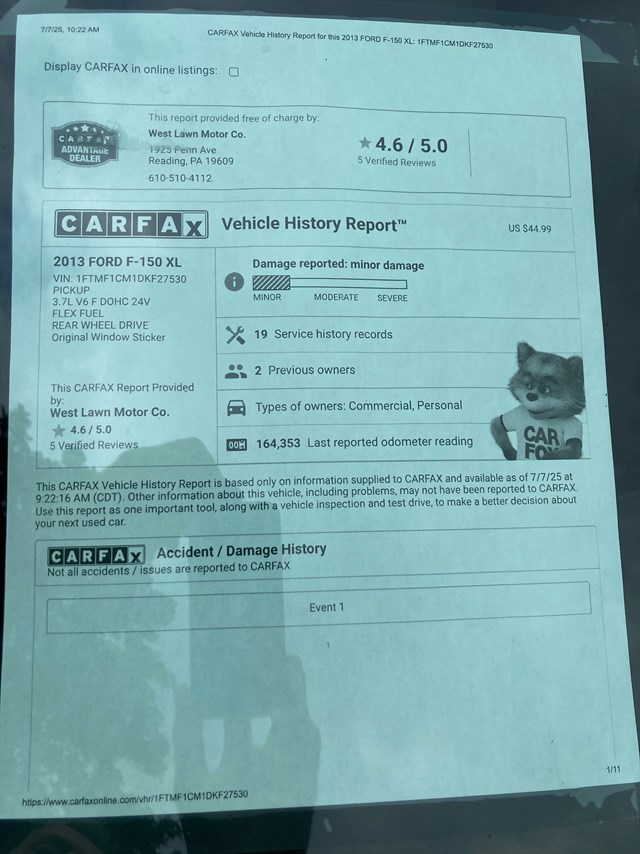 7/7/25, 10:22 AM
CARFAX Vehicle History Report for this 2013 FORD F-150 XL: 1FTMF1CM1DKF27530
Display CARFAX in online listings:
CARFAX
ADVANTAGE
DEALER
This report provided free of charge by:
West Lawn Motor Co.
1925 Penn Ave
Reading, PA 19609
610-510-4112
4.6 / 5.0
5 Verified Reviews
CARFAX Vehicle History Report™
US $44.99
2013 FORD F-150 XL
VIN: 1FTMF1CM1DKF27530
PICKUP
3.7L V6 F DOHC 24V
FLEX FUEL
REAR WHEEL DRIVE
Original Window Sticker
This CARFAX Report Provided
by:
West Lawn Motor Co.
4.6 / 5.0
5 Verified Reviews
Damage reported: minor damage
MINOR MODERATE SEVERE
19 Service history records
2 Previous owners
Types of owners: Commercial, Personal
164,353 Last reported odometer reading
CAR
FOX
This CARFAX Vehicle History Report is based only on information supplied to CARFAX and available as of 7/7/25 at
9:22:16 AM (CDT). Other information about this vehicle, including problems, may not have been reported to CARFAX.
Use this report as one important tool, along with a vehicle inspection and test drive, to make a better decision about
your next used car.
CARFAX Accident / Damage History
Not all accidents / issues are reported to CARFAX
Event 1
1/11
https://www.carfaxonline.com/vhr/1FTMF1CM1DKF27530